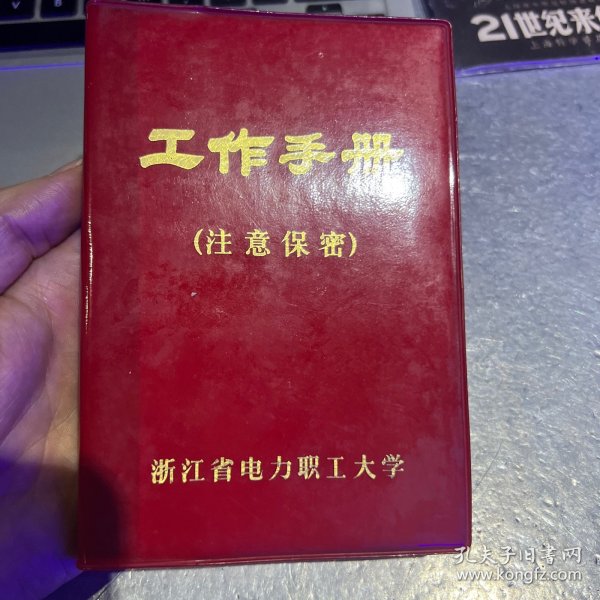 21世纪来
工作手册
(注意保密)
浙江省电力职工大学
孔夫子旧书网
www.kongfz.com